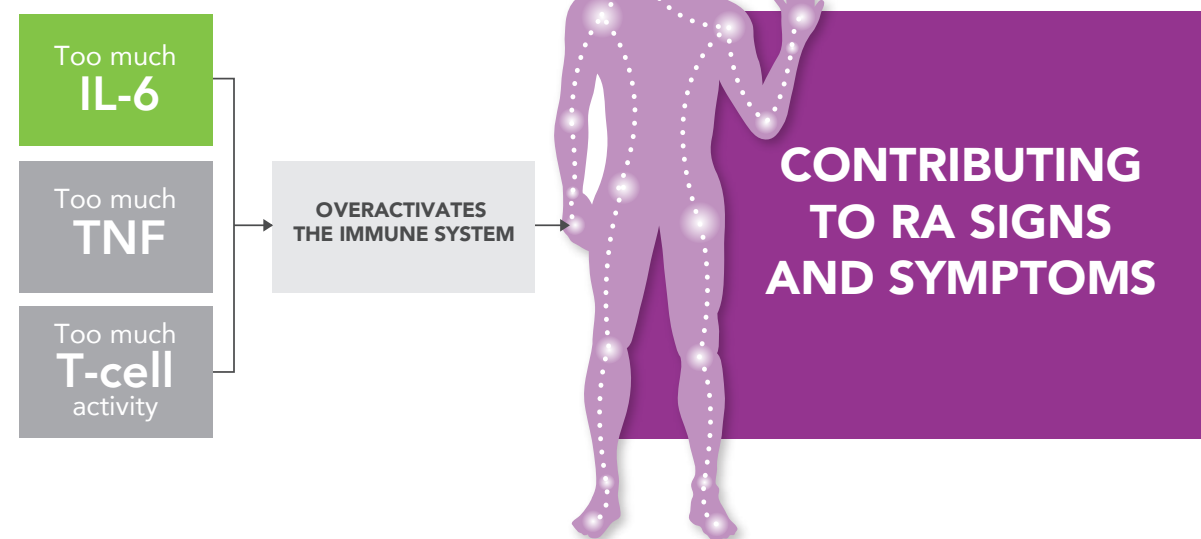 Too much
IL-6
Too much
TNF
Too much
T-cell
activity
OVERACTIVATES
THE IMMUNE SYSTEM
CONTRIBUTING
TO RA SIGNS
AND SYMPTOMS